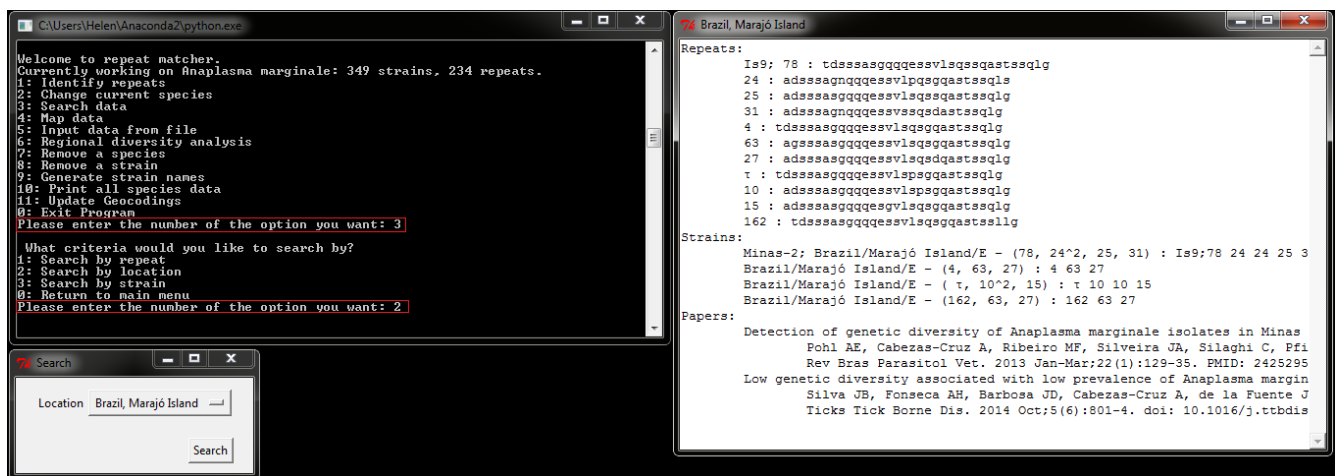 C:\Users\Helen\Anaconda2\python.exe
Welcome to repeat matcher.
Currently working on Anaplasma marginale: 349 strains, 234 repeats.
1: Identify repeats
2: Change current species
3: Search data
4: Map data
5: Input data from file
6: Regional diversity analysis
7: Remove a species
8: Remove a strain
9: Generate strain names
10: Print all species data
11: Update Geocodings
0: Exit Program
Please enter the number of the option you want: 3
What criteria would you like to search by?
1: Search by repeat
2: Search by location
3: Search by strain
0: Return to main menu
Please enter the number of the option you want: 2
Search
Location Brazil, Marajó Island
Search
Brazil, Marajó Island
Repeats:
Is9; 78 : tdsssasgqqqessvlsqssqastssqlg
24 : adsssagnqqqessvlpqsgqastssqls
25 : adsssasgqqqessvlsqssqastssqlg
31 : adsssagnqqqessvssqsdastssqlg
4 : tdsssasgqqqessvlsqsgqastssqlg
63 : agsssasgqqqessvlsqsgqastssqlg
27 : adsssasgqqqessvlsqsdqastssqlg
τ : tdsssasgqqqessvlspsgqastssqlg
10 : adsssasgqqqessvlspsgqastssqlg
15 : adsssasgqqqesgvlsqsgqastssqlg
162 : tdsssasgqqqessvlsqsgqastssllg
Strains:
Minas-2; Brazil/Marajó Island/E - (78, 24^2, 25, 31) : Is9;78 24 24 25 3
Brazil/Marajó Island/E - (4, 63, 27) : 4 63 27
Brazil/Marajó Island/E - ( τ, 10^2, 15) : τ 10 10 15
Brazil/Marajó Island/E - (162, 63, 27) : 162 63 27
Papers:
Detection of genetic diversity of Anaplasma marginale isolates in Minas
Pohl AE, Cabezas-Cruz A, Ribeiro MF, Silveira JA, Silaghi C, Pfi
Rev Bras Parasitol Vet. 2013 Jan-Mar;22(1):129-35. PMID: 2425295
Low genetic diversity associated with low prevalence of Anaplasma margin
Silva JB, Fonseca AH, Barbosa JD, Cabezas-Cruz A, de la Fuente J
Ticks Tick Borne Dis. 2014 Oct;5(6):801-4. doi: 10.1016/j.ttbdis